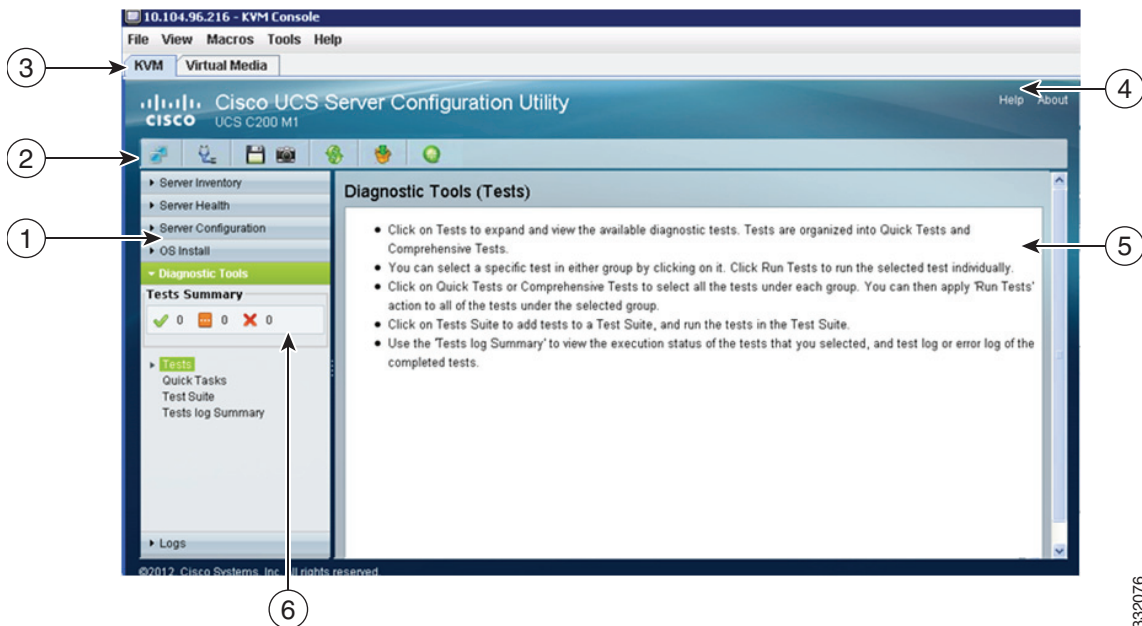 10.104.96.216 - KVM Console
File View Macros Tools Help
3
KVM Virtual Media
CISCO
Cisco UCS Server Configuration Utility
UCS C200 M1
Help About
4
2
Server Inventory
Server Health
Server Configuration
1
OS Install
Diagnostic Tools
Tests Summary
0 0 0
Tests
Quick Tasks
Test Suite
Tests log Summary
Logs
Diagnostic Tools (Tests)
• Click on Tests to expand and view the available diagnostic tests. Tests are organized into Quick Tests and
Comprehensive Tests.
• You can select a specific test in either group by clicking on it. Click Run Tests to run the selected test individually.
• Click on Quick Tests or Comprehensive Tests to select all the tests under each group. You can then apply 'Run Tests'
action to all of the tests under the selected group.
• Click on Tests Suite to add tests to a Test Suite, and run the tests in the Test Suite.
• Use the 'Tests log Summary' to view the execution status of the tests that you selected, and test log or error log of the
completed tests.
5
©2012, Cisco Systems, Inc. All rights reserved.
6
332076